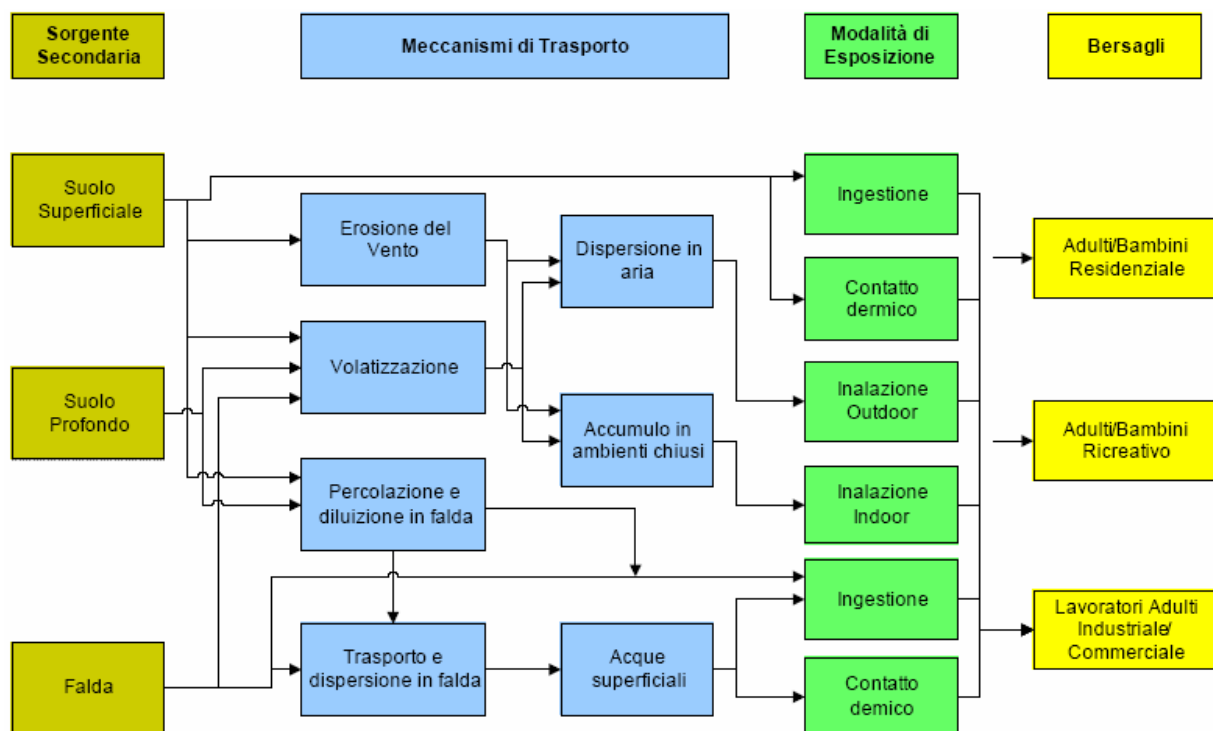 Sorgente
Secondaria
Meccanismi di Trasporto
Modalità di
Esposizione
Bersagli
Suolo
Superficiale
Erosione del
Vento
Dispersione in
aria
Ingestione
Adulti/Bambini
Residenziale
Contatto
dermico
Suolo
Profondo
Volatizzazione
Accumulo in
ambienti chiusi
Inalazione
Outdoor
Adulti/Bambini
Ricreativo
Percolazione e
diluizione in falda
Inalazione
Indoor
Ingestione
Falda
Trasporto e
dispersione in falda
Acque
superficiali
Lavoratori Adulti
Industriale/
Commerciale
Contatto
demico